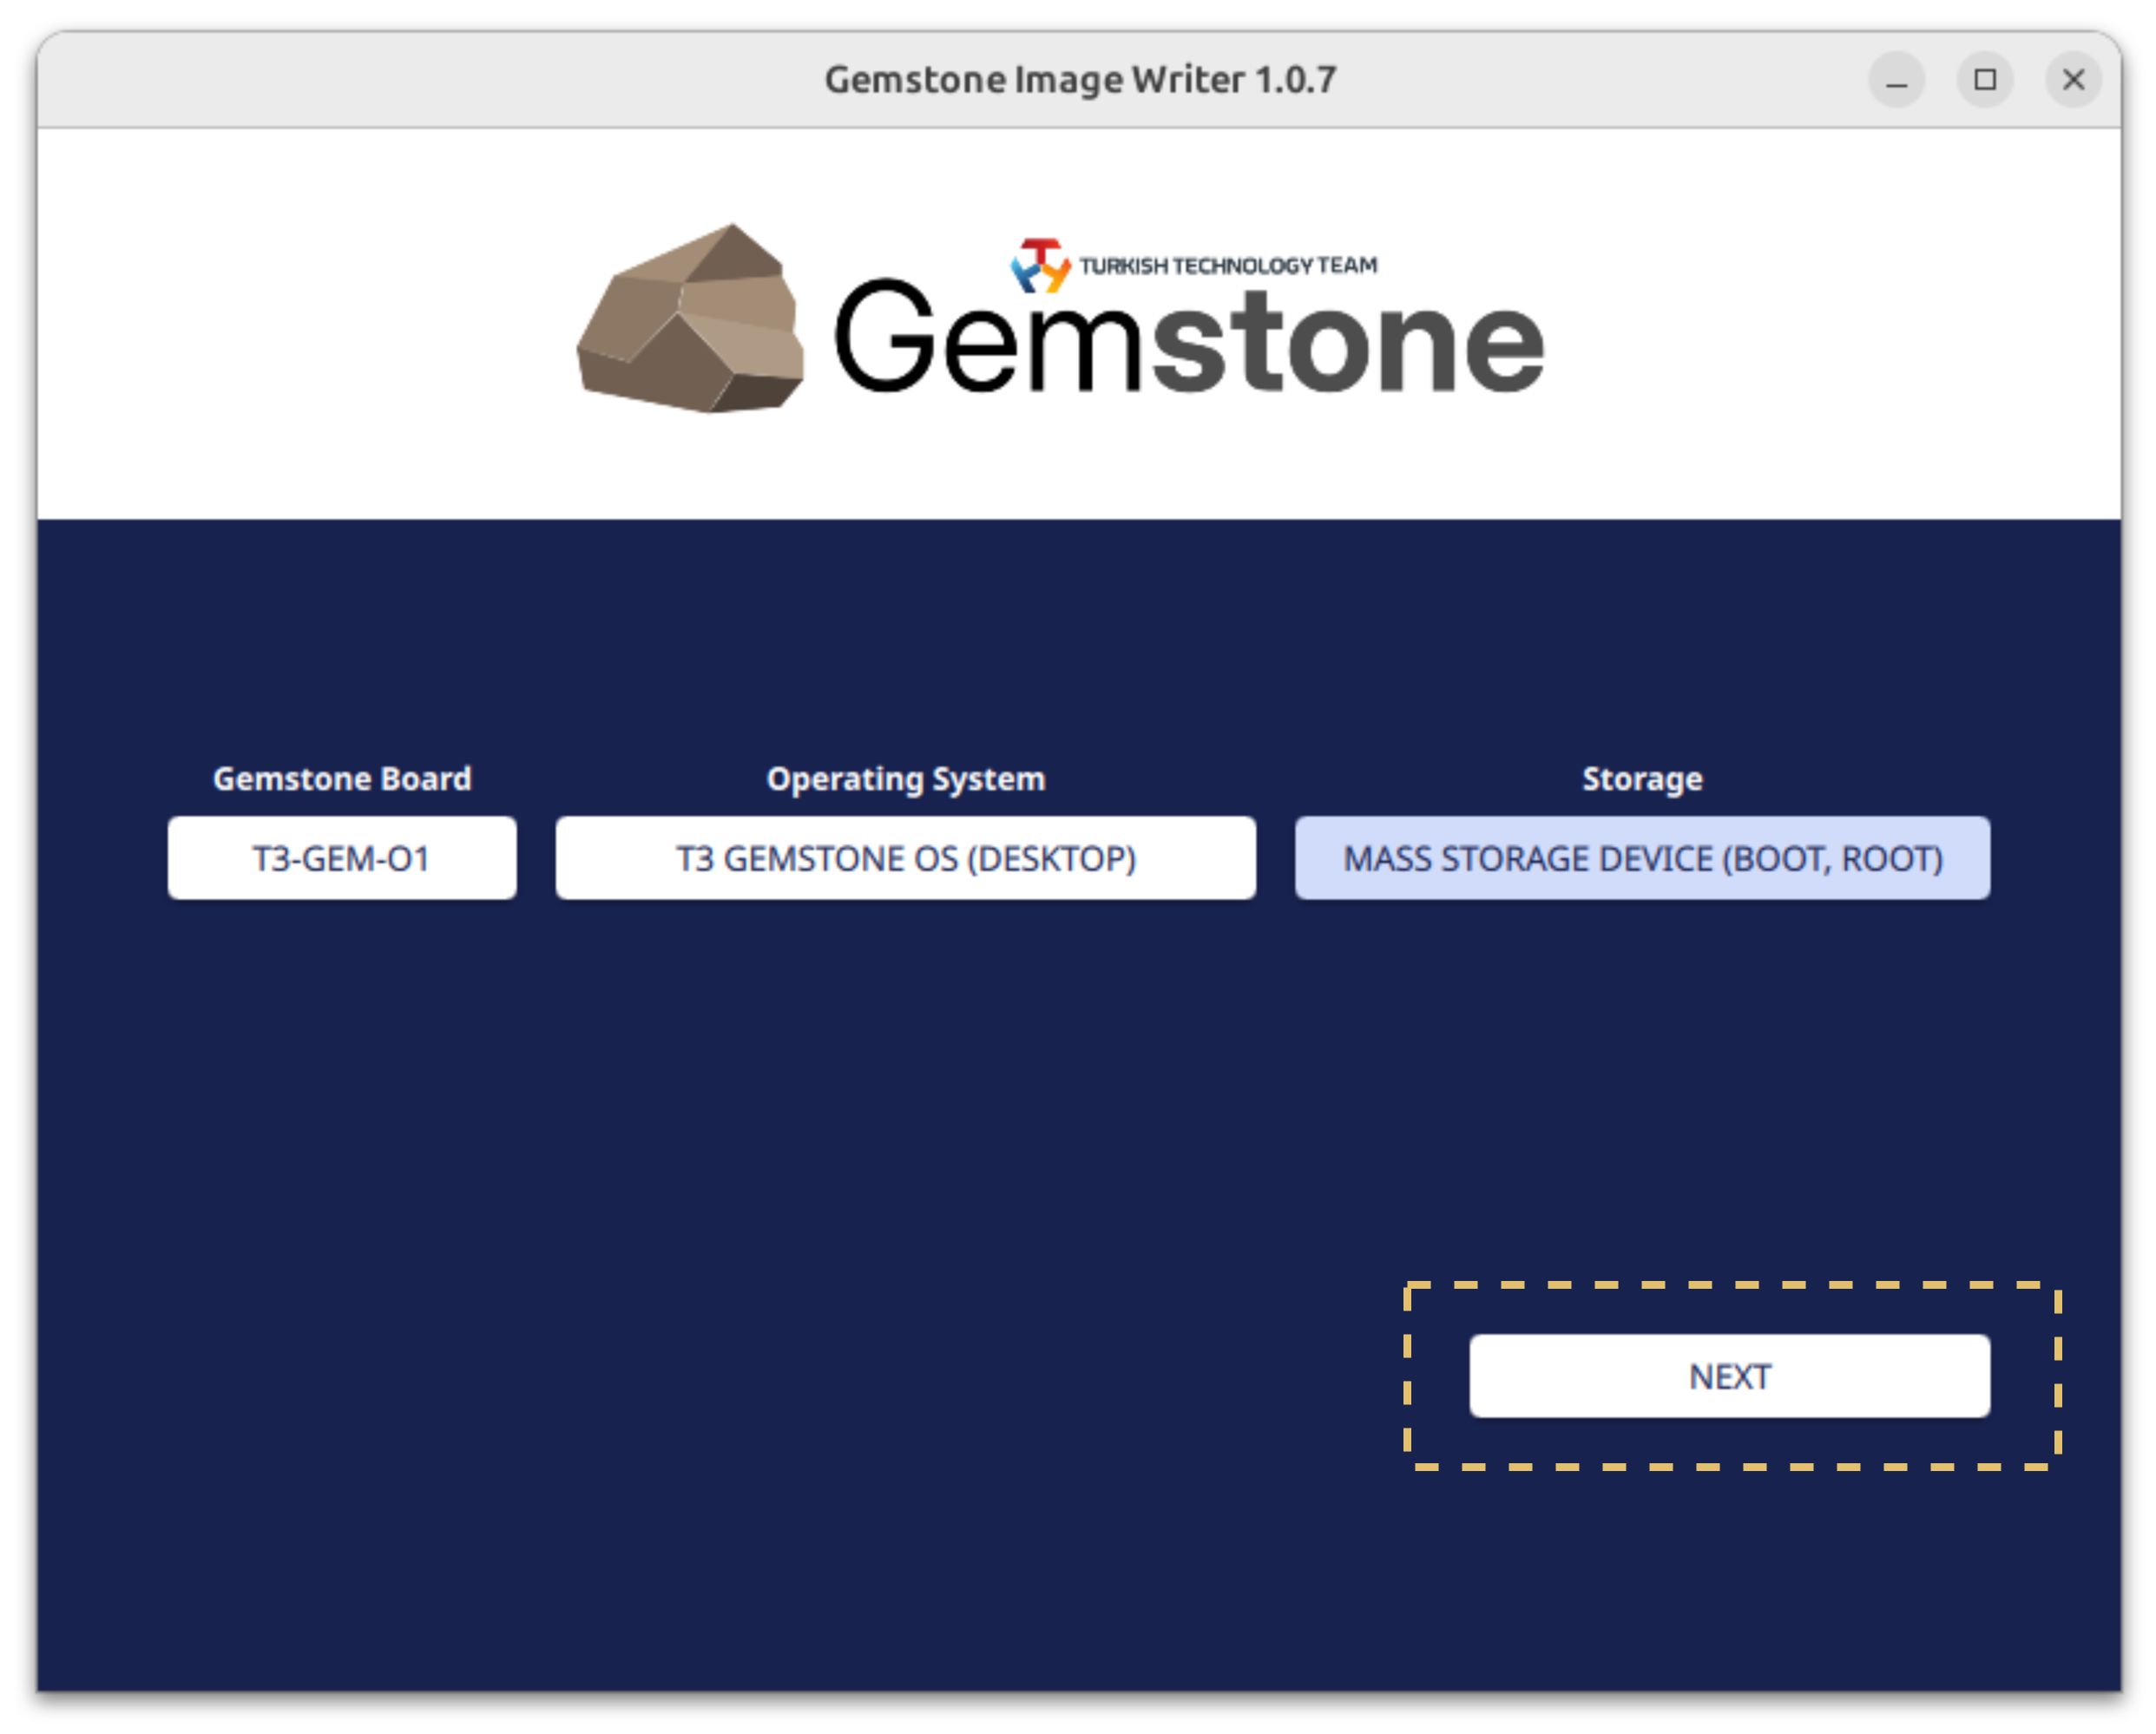 Gemstone Image Writer 1.0.7
TURKISH TECHNOLOGY TEAM
Gemstone
Gemstone Board
Operating System
Storage
T3-GEM-O1
T3 GEMSTONE OS (DESKTOP)
MASS STORAGE DEVICE (BOOT, ROOT)
NEXT